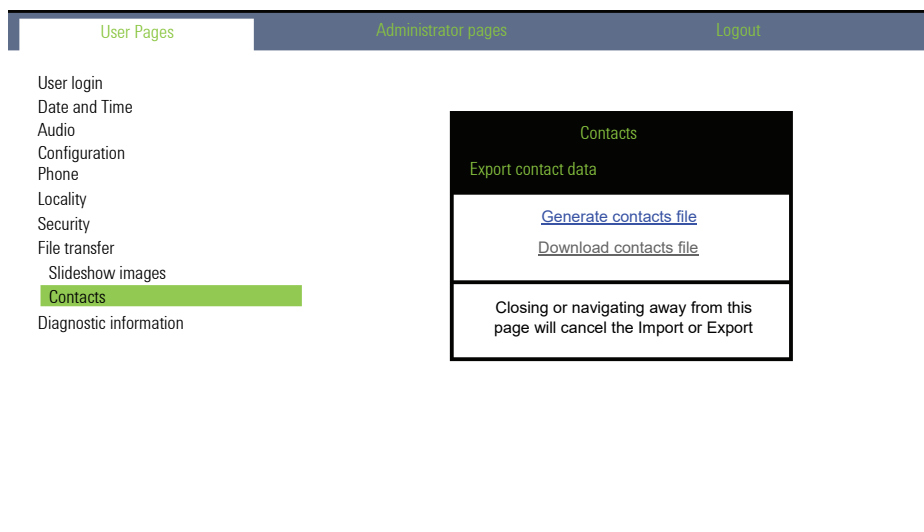 User Pages
Administrator pages
Logout
User login
Date and Time
Audio
Configuration
Phone
Locality
Security
File transfer
Slideshow images
Contacts
Diagnostic information
Contacts
Export contact data
Generate contacts file
Download contacts file
Closing or navigating away from this
page will cancel the Import or Export